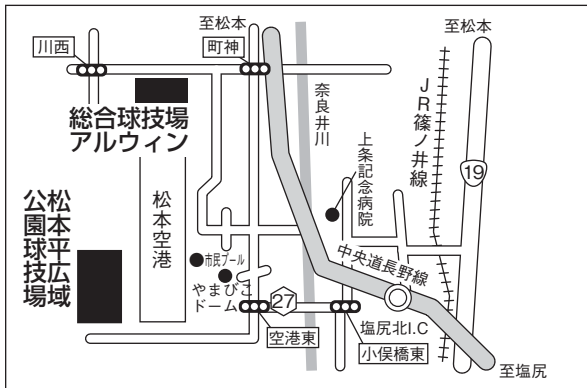 至松本
至松本
川西
町神
総合球技場
アルウィン
奈良井川
上条記念病院
JR篠ノ井線
19
松本平広域
公園球技場
松本空港
市民プール
やまびこ
ドーム
中央道長野線
27
塩尻北I.C
空港東
小俣橋東
至塩尻